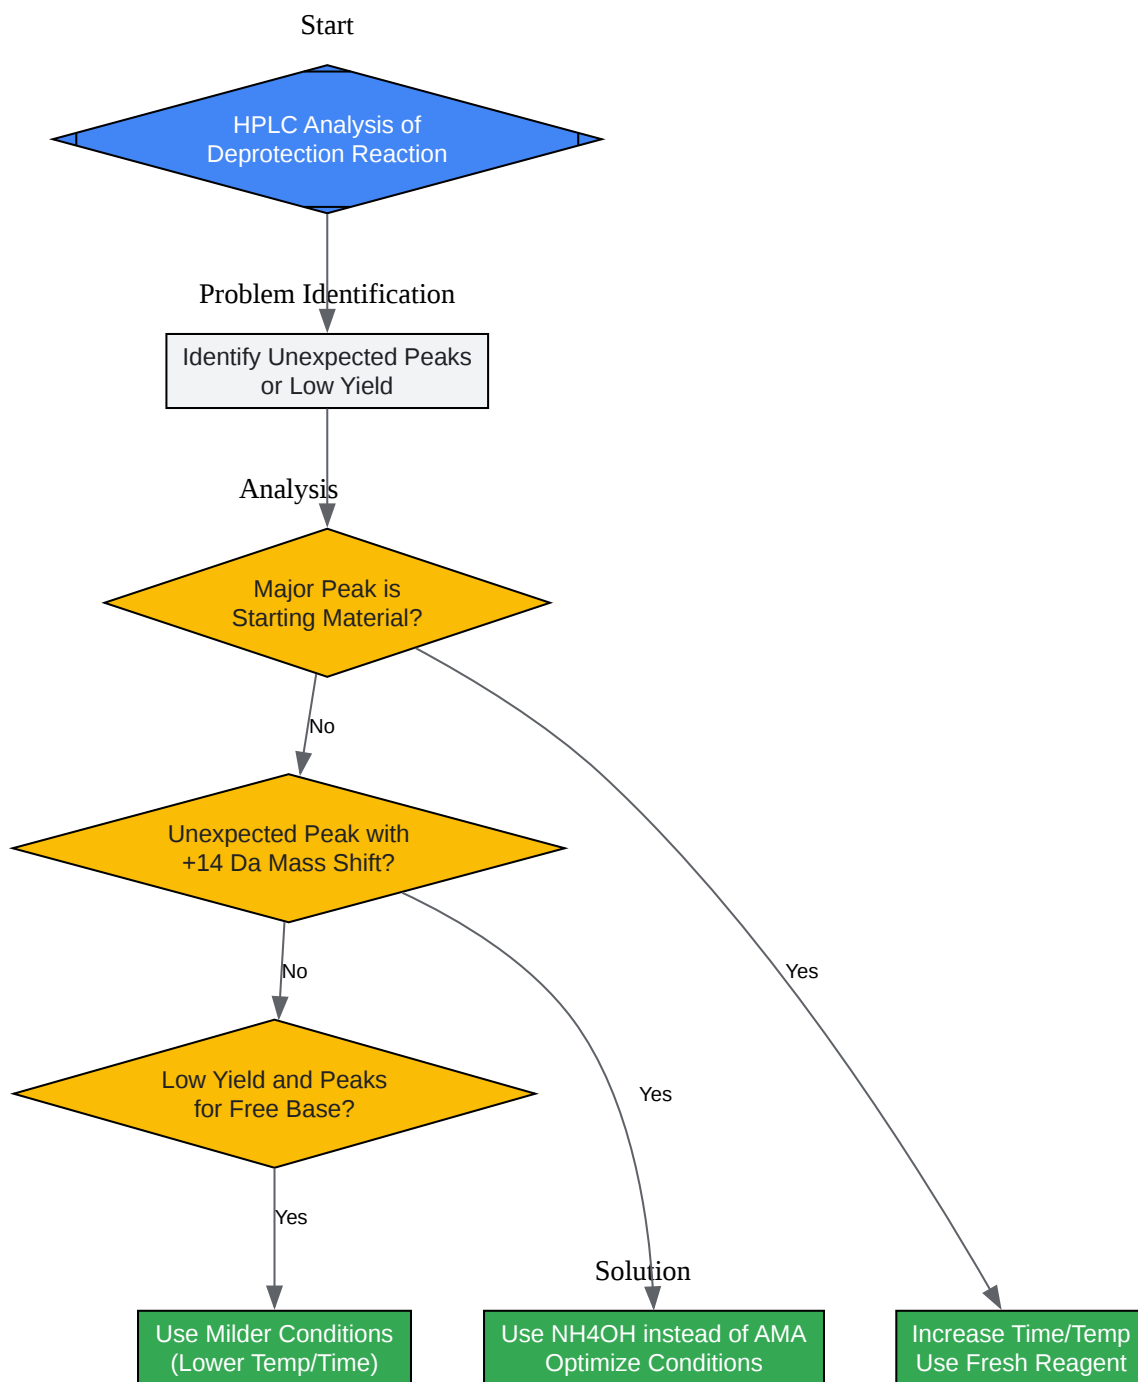 Start
HPLC Analysis of
Deprotection Reaction
Problem Identification
Identify Unexpected Peaks
or Low Yield
Analysis
Major Peak is
Starting Material?
No
Unexpected Peak with
+14 Da Mass Shift?
No
Yes
Low Yield and Peaks
for Free Base?
Yes
Yes
Solution
Use Milder Conditions
(Lower Temp/Time)
Use NH4OH instead of AMA
Optimize Conditions
Increase Time/Temp
Use Fresh Reagent